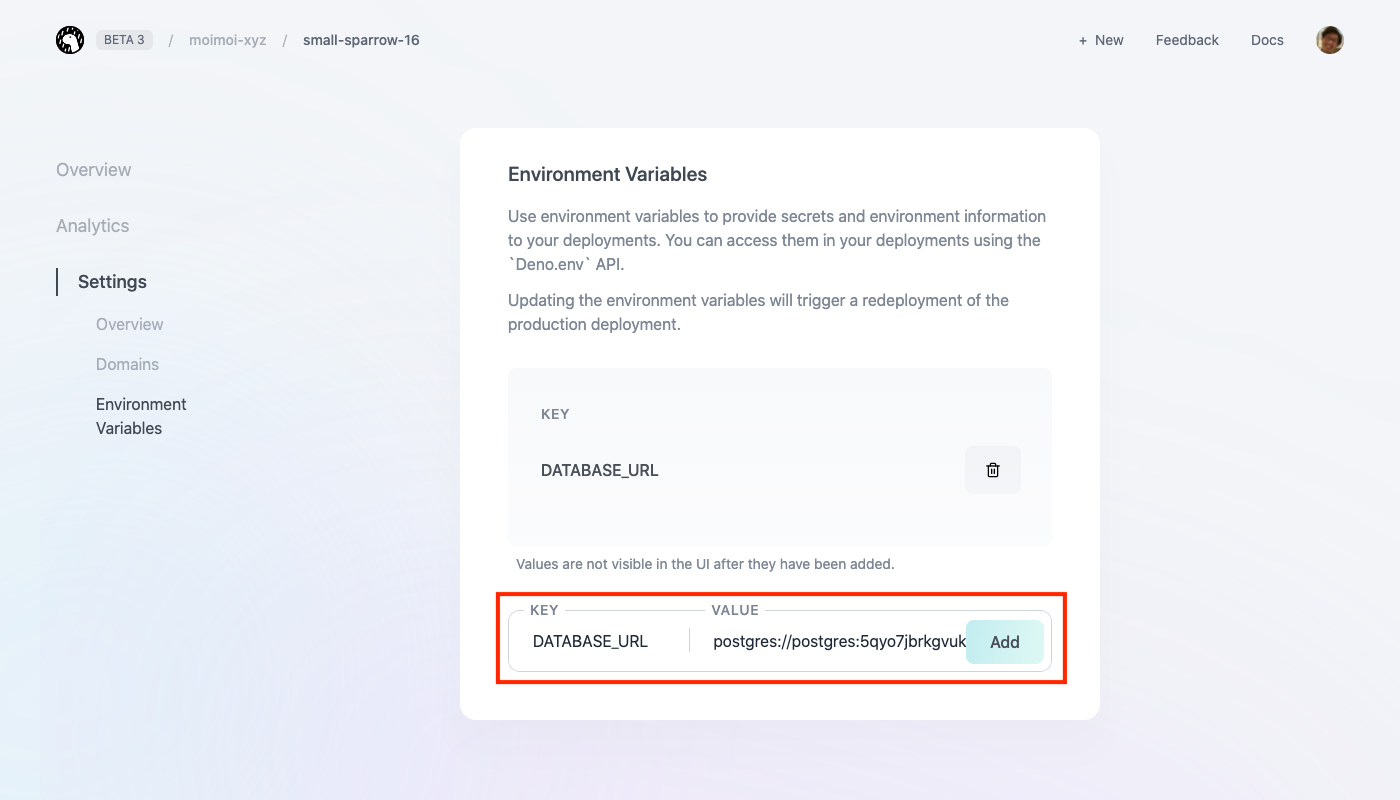 BETA 3 / moimoi-xyz / small-sparrow-16
+ New Feedback Docs
Overview
Analytics
Settings
Overview
Domains
Environment
Variables
Environment Variables
Use environment variables to provide secrets and environment information
to your deployments. You can access them in your deployments using the
`Deno.env` API.
Updating the environment variables will trigger a redeployment of the
production deployment.
KEY
DATABASE_URL
Values are not visible in the UI after they have been added.
KEY VALUE
DATABASE_URL postgres://postgres:5qyo7jbrkgvuk Add